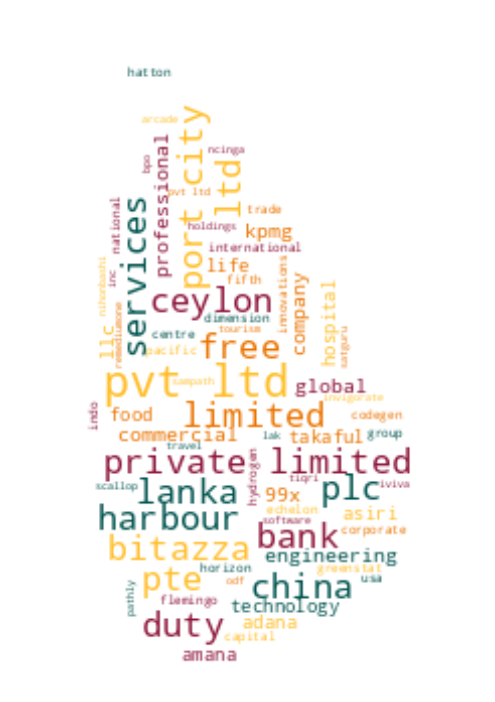 hatton
arcade
port city
professional
ncinga
bpo
ltd
pvt ltd
national
services
trade
holdings
kpmg
international
life
nihonbashi
inc
fifth
innovations
company
hospital
ceylon
remediumone
llc
dimension
tourism
centre
free
satguru
pacific
pvt ltd
sampath
global
invigorate
indo
food
limited
codegen
commercial
lak
takaful
group
travel
private limited
hydrogen
tiqri
scallop
lanka
99x
plc
iviva
harbour
echelon
asiri
software
bank
corporate
bitazza
engineering
horizon
greenstat
pte
odf
china
usa
pathly
flemingo
technology
duty
adana
capital
amana